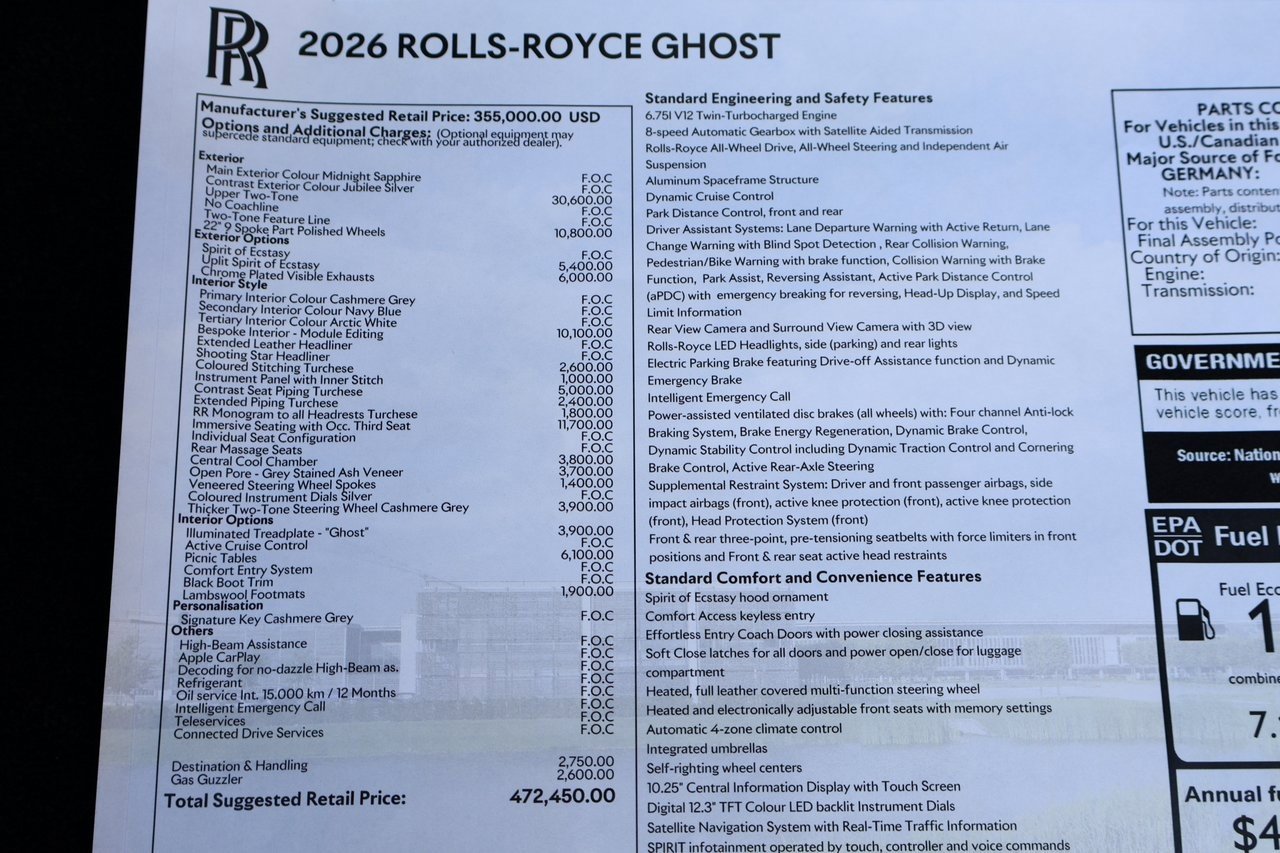 RR
2026 ROLLS-ROYCE GHOST
Manufacturer's Suggested Retail Price: 355,000.00 USD
Options and Additional Charges: (Optional equipment may
supercede standard equipment; check with your authorized dealer).
Exterior
Main Exterior Colour Midnight Sapphire F.O.C
Contrast Exterior Colour Jubilee Silver F.O.C
Upper Two-Tone 30,600.00
No Coachline F.O.C
Two-Tone Feature Line F.O.C
22" 9 Spoke Part Polished Wheels 10,800.00
Exterior Options
Spirit of Ecstasy F.O.C
Uplit Spirit of Ecstasy 5,400.00
Chrome Plated Visible Exhausts 6,000.00
Interior Style
Primary Interior Colour Cashmere Grey F.O.C
Secondary Interior Colour Navy Blue F.O.C
Tertiary Interior Colour Arctic White F.O.C
Bespoke Interior - Module Editing 10,100.00
Extended Leather Headliner F.O.C
Shooting Star Headliner F.O.C
Coloured Stitching Turchese 2,600.00
Instrument Panel with Inner Stitch 1,000.00
Contrast Seat Piping Turchese 5,000.00
Extended Piping Turchese 2,400.00
RR Monogram to all Headrests Turchese 1,800.00
Immersive Seating with Occ. Third Seat 11,700.00
Individual Seat Configuration F.O.C
Rear Massage Seats F.O.C
Central Cool Chamber 3,800.00
Open Pore - Grey Stained Ash Veneer 3,700.00
Veneered Steering Wheel Spokes 1,400.00
Coloured Instrument Dials Silver F.O.C
Thicker Two-Tone Steering Wheel Cashmere Grey 3,900.00
Interior Options
Illuminated Treadplate - "Ghost" 3,900.00
Active Cruise Control F.O.C
Picnic Tables 6,100.00
Comfort Entry System F.O.C
Black Boot Trim F.O.C
Lambswool Footmats 1,900.00
Personalisation
Signature Key Cashmere Grey F.O.C
Others
High-Beam Assistance F.O.C
Apple CarPlay F.O.C
Decoding for no-dazzle High-Beam as. F.O.C
Refrigerant F.O.C
Oil service Int. 15.000 km / 12 Months F.O.C
Intelligent Emergency Call F.O.C
Teleservices F.O.C
Connected Drive Services F.O.C
Destination & Handling 2,750.00
Gas Guzzler 2,600.00
Total Suggested Retail Price: 472,450.00
Standard Engineering and Safety Features
6.75l V12 Twin-Turbocharged Engine
8-speed Automatic Gearbox with Satellite Aided Transmission
Rolls-Royce All-Wheel Drive, All-Wheel Steering and Independent Air
Suspension
Aluminum Spaceframe Structure
Dynamic Cruise Control
Park Distance Control, front and rear
Driver Assistant Systems: Lane Departure Warning with Active Return, Lane
Change Warning with Blind Spot Detection , Rear Collision Warning,
Pedestrian/Bike Warning with brake function, Collision Warning with Brake
Function, Park Assist, Reversing Assistant, Active Park Distance Control
(aPDC) with emergency breaking for reversing, Head-Up Display, and Speed
Limit Information
Rear View Camera and Surround View Camera with 3D view
Rolls-Royce LED Headlights, side (parking) and rear lights
Electric Parking Brake featuring Drive-off Assistance function and Dynamic
Emergency Brake
Intelligent Emergency Call
Power-assisted ventilated disc brakes (all wheels) with: Four channel Anti-lock
Braking System, Brake Energy Regeneration, Dynamic Brake Control,
Dynamic Stability Control including Dynamic Traction Control and Cornering
Brake Control, Active Rear-Axle Steering
Supplemental Restraint System: Driver and front passenger airbags, side
impact airbags (front), active knee protection (front), active knee protection
(front), Head Protection System (front)
Front & rear three-point, pre-tensioning seatbelts with force limiters in front
positions and Front & rear seat active head restraints
Standard Comfort and Convenience Features
Spirit of Ecstasy hood ornament
Comfort Access keyless entry
Effortless Entry Coach Doors with power closing assistance
Soft Close latches for all doors and power open/close for luggage
compartment
Heated, full leather covered multi-function steering wheel
Heated and electronically adjustable front seats with memory settings
Automatic 4-zone climate control
Integrated umbrellas
Self-righting wheel centers
10.25" Central Information Display with Touch Screen
Digital 12.3" TFT Colour LED backlit Instrument Dials
Satellite Navigation System with Real-Time Traffic Information
SPIRIT infotainment operated by touch, controller and voice commands
PARTS CO
For Vehicles in this
U.S./Canadian
Major Source of Fo
GERMANY:
Note: Parts conten
assembly, distribut
For this Vehicle:
Final Assembly Po
Country of Origin:
Engine:
Transmission:
GOVERNME
This vehicle has
vehicle score, fr
Source: Nation
EPA
DOT
Fuel
Fuel Eco
1
combine
7.
Annual fu
$4